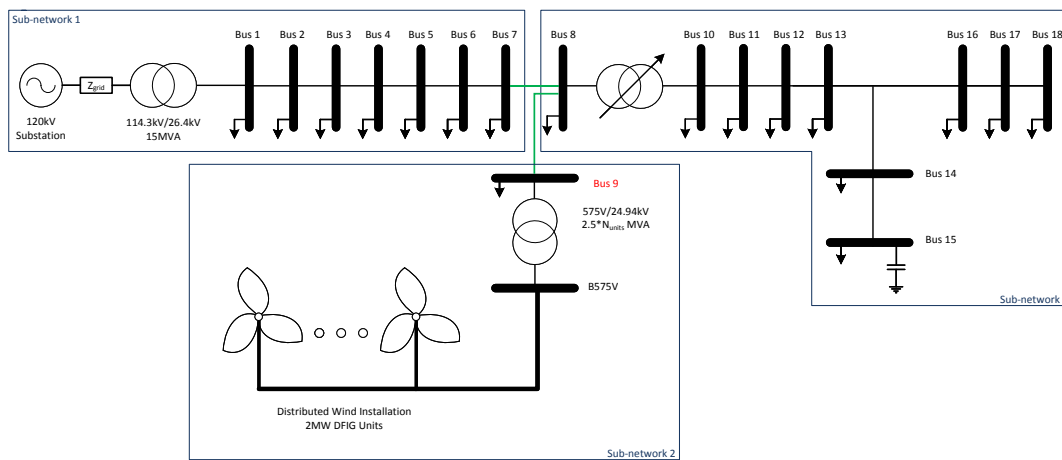 Sub-network 1
Bus 1
Bus 2
Bus 3
Bus 4
Bus 5
Bus 6
Bus 7
Bus 8
Bus 10
Bus 11
Bus 12
Bus 13
Bus 16
Bus 17
Bus 18
Zgrid
120kV
Substation
114.3kV/26.4kV
15MVA
Bus 9
575V/24.94kV
2.5*Nunits MVA
Bus 14
Bus 15
B575V
Sub-network
Distributed Wind Installation
2MW DFIG Units
Sub-network 2